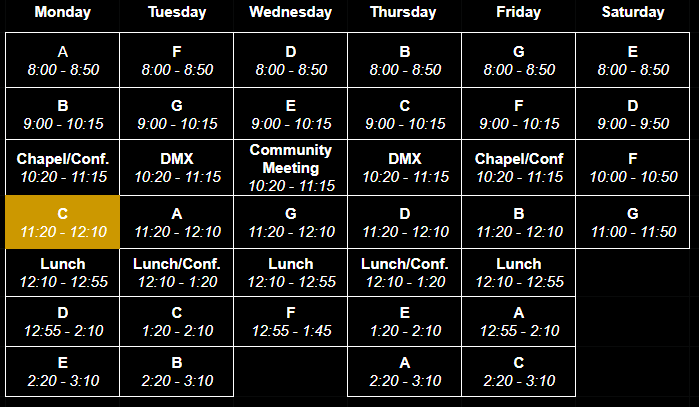 Monday Tuesday Wednesday Thursday Friday Saturday
A F D B G E
8:00 - 8:50 8:00 - 8:50 8:00 - 8:50 8:00 - 8:50 8:00 - 8:50 8:00 - 8:50
B G E C F D
9:00 - 10:15 9:00 - 10:15 9:00 - 10:15 9:00 - 10:15 9:00 - 10:15 9:00 - 9:50
Chapel/Conf. DMX Community Meeting DMX Chapel/Conf F
10:20 - 11:15 10:20 - 11:15 10:20 - 11:15 10:20 - 11:15 10:20 - 11:15 10:00 - 10:50
C A G D B G
11:20 - 12:10 11:20 - 12:10 11:20 - 12:10 11:20 - 12:10 11:20 - 12:10 11:00 - 11:50
Lunch Lunch/Conf. Lunch Lunch/Conf. Lunch
12:10 - 12:55 12:10 - 1:20 12:10 - 12:55 12:10 - 1:20 12:10 - 12:55
D C F E A
12:55 - 2:10 1:20 - 2:10 12:55 - 1:45 1:20 - 2:10 12:55 - 2:10
E B A C
2:20 - 3:10 2:20 - 3:10 2:20 - 3:10 2:20 - 3:10